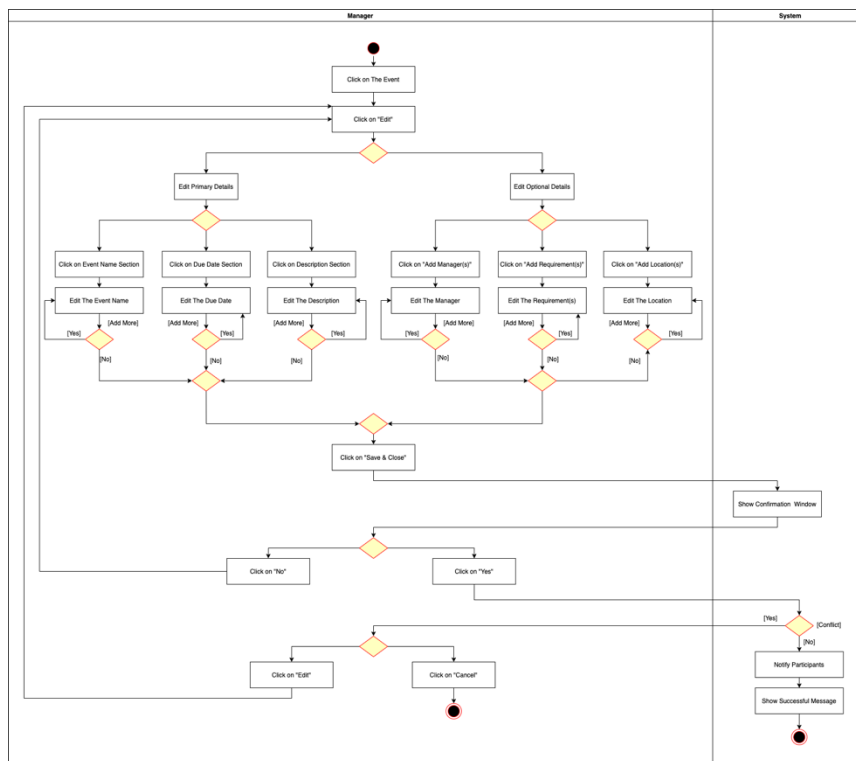 Manager
System
Click on The Event
Click on "Edit"
Edit Primary Details
Edit Optional Details
Click on Event Name Section
Click on Due Date Section
Click on Description Section
Click on "Add Manager(s)"
Click on "Add Requirement(s)"
Click on "Add Location(s)"
Edit The Event Name
Edit The Due Date
Edit The Description
Edit The Manager
Edit The Requirement(s)
Edit The Location
[Add More]
[Add More]
[Add More]
[Add More]
[Add More]
[Add More]
[Yes]
[Yes]
[Yes]
[Yes]
[Yes]
[Yes]
[No]
[No]
[No]
[No]
[No]
[No]
Click on "Save & Close"
Show Confirmation Window
Click on "No"
Click on "Yes"
[Yes]
[Conflict]
[No]
Click on "Edit"
Click on "Cancel"
Notify Participants
Show Successful Message